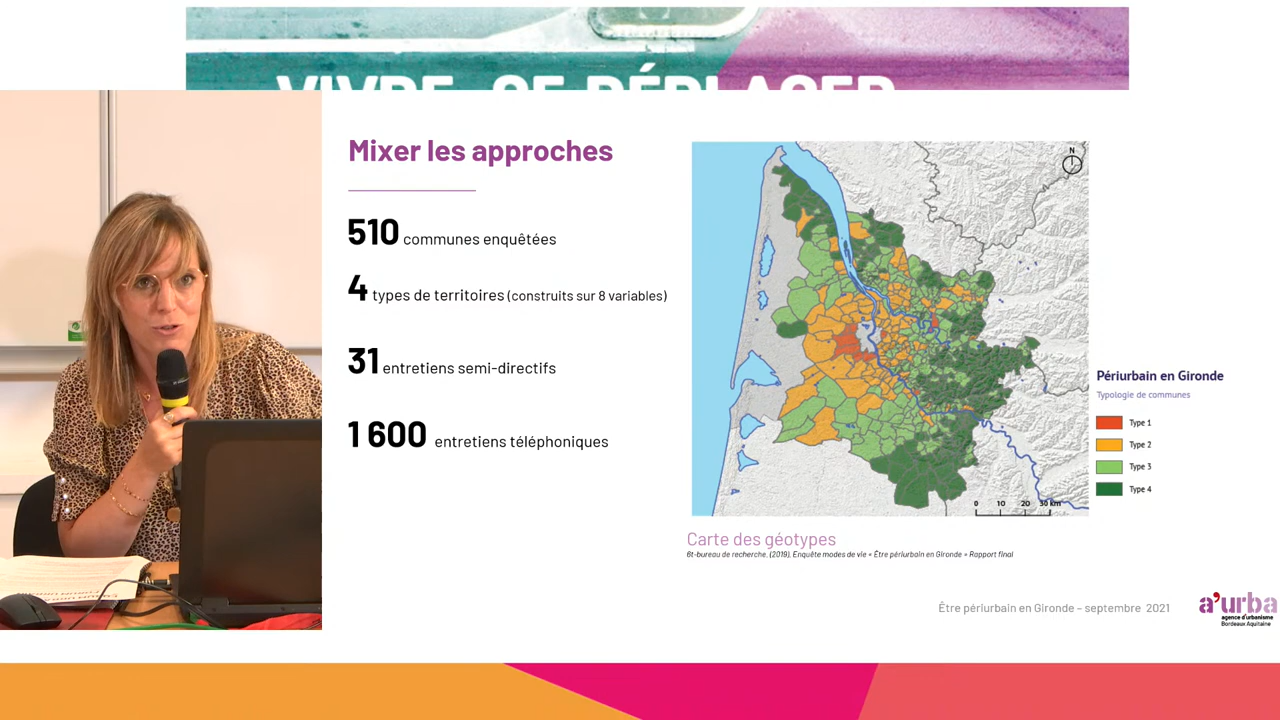 VIVRE, SE DÉPLACER
Mixer les approches
510 communes enquêtées
4 types de territoires (construits sur 8 variables)
31 entretiens semi-directifs
1 600 entretiens téléphoniques
N
0 10 20 30 km
Périurbain en Gironde
Typologie de communes
Type 1
Type 2
Type 3
Type 4
Carte des géotypes
6t-bureau de recherche, (2019), Enquête modes de vie « Être périurbain en Gironde » Rapport final
Être périurbain en Gironde – septembre 2021
a'urba
agence d'urbanisme
Bordeaux Aquitaine